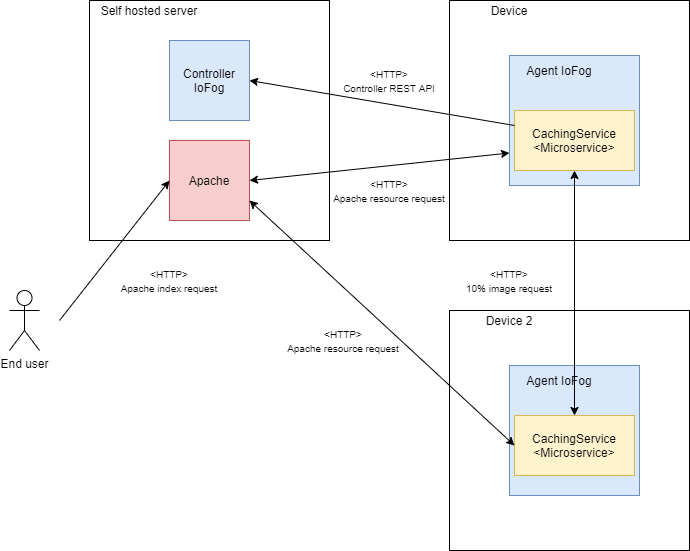 Self hosted server
Device
Controller
IoFog
<HTTP>
Controller REST API
Agent IoFog
CachingService
<Microservice>
Apache
<HTTP>
Apache resource request
<HTTP>
Apache index request
<HTTP>
10% image request
End user
<HTTP>
Apache resource request
Device 2
Agent IoFog
CachingService
<Microservice>